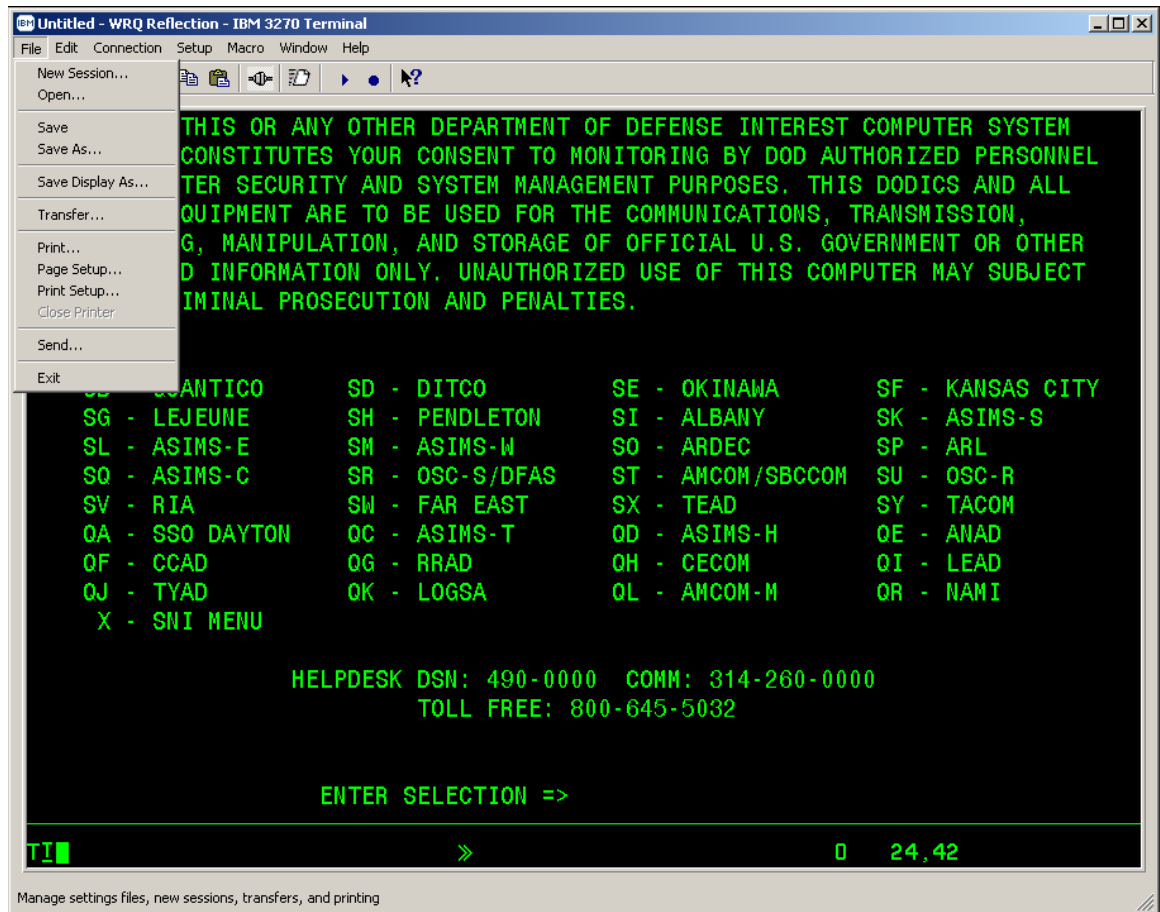 Untitled - WRQ Reflection - IBM 3270 Terminal
File Edit Connection Setup Macro Window Help
New Session...
Open...
Save
Save As...
Save Display As...
Transfer...
Print...
Page Setup...
Print Setup...
Close Printer
Send...
Exit
THIS OR ANY OTHER DEPARTMENT OF DEFENSE INTEREST COMPUTER SYSTEM
CONSTITUTES YOUR CONSENT TO MONITORING BY DOD AUTHORIZED PERSONNEL
TER SECURITY AND SYSTEM MANAGEMENT PURPOSES. THIS DODICS AND ALL
QUIPMENT ARE TO BE USED FOR THE COMMUNICATIONS, TRANSMISSION,
G, MANIPULATION, AND STORAGE OF OFFICIAL U.S. GOVERNMENT OR OTHER
D INFORMATION ONLY. UNAUTHORIZED USE OF THIS COMPUTER MAY SUBJECT
IMINAL PROSECUTION AND PENALTIES.
ANTICO SD - DITCO SE - OKINAWA SF - KANSAS CITY
SG - LEJEUNE SH - PENDLETON SI - ALBANY SK - ASIMS-S
SL - ASIMS-E SM - ASIMS-W SO - ARDEC SP - ARL
SQ - ASIMS-C SR - OSC-S/DFAS ST - AMCOM/SBCCOM SU - OSC-R
SV - RIA SW - FAR EAST SX - TEAD SY - TACOM
QA - SSO DAYTON QC - ASIMS-T QD - ASIMS-H QE - ANAD
QF - CCAD QG - RRAD QH - CECOM QI - LEAD
QJ - TYAD QK - LOGSA QL - AMCOM-M QR - NAMI
X - SNI MENU
HELPDESK DSN: 490-0000 COMM: 314-260-0000
TOLL FREE: 800-645-5032
ENTER SELECTION =>
TI » 0 24,42
Manage settings files, new sessions, transfers, and printing